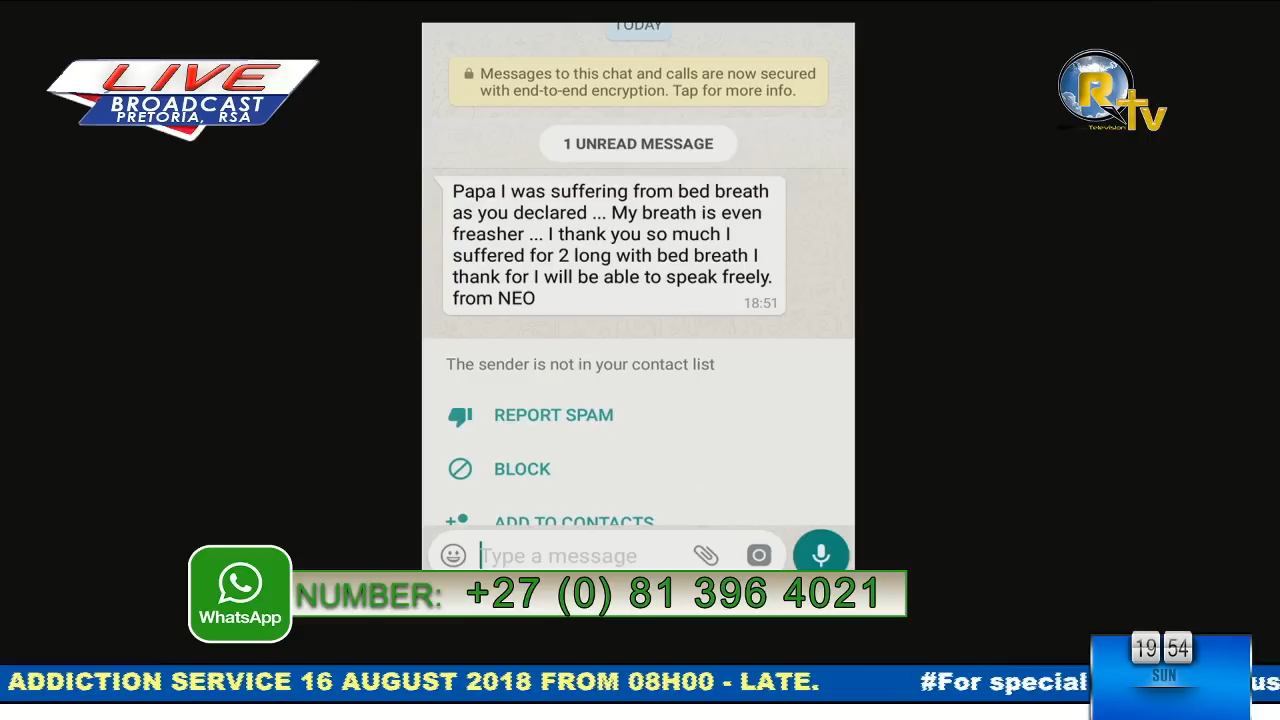 TODAY
LIVE
BROADCAST
PRETORIA, RSA
R tv
Television
Messages to this chat and calls are now secured
with end-to-end encryption. Tap for more info.
1 UNREAD MESSAGE
Papa I was suffering from bed breath
as you declared ... My breath is even
freasher ... I thank you so much I
suffered for 2 long with bed breath I
thank for I will be able to speak freely.
from NEO
18:51
The sender is not in your contact list
REPORT SPAM
BLOCK
ADD TO CONTACTS
Type a message
WhatsApp
NUMBER: +27 (0) 81 396 4021
19 54
SUN
ADDICTION SERVICE 16 AUGUST 2018 FROM 08H00 - LATE. #For special us